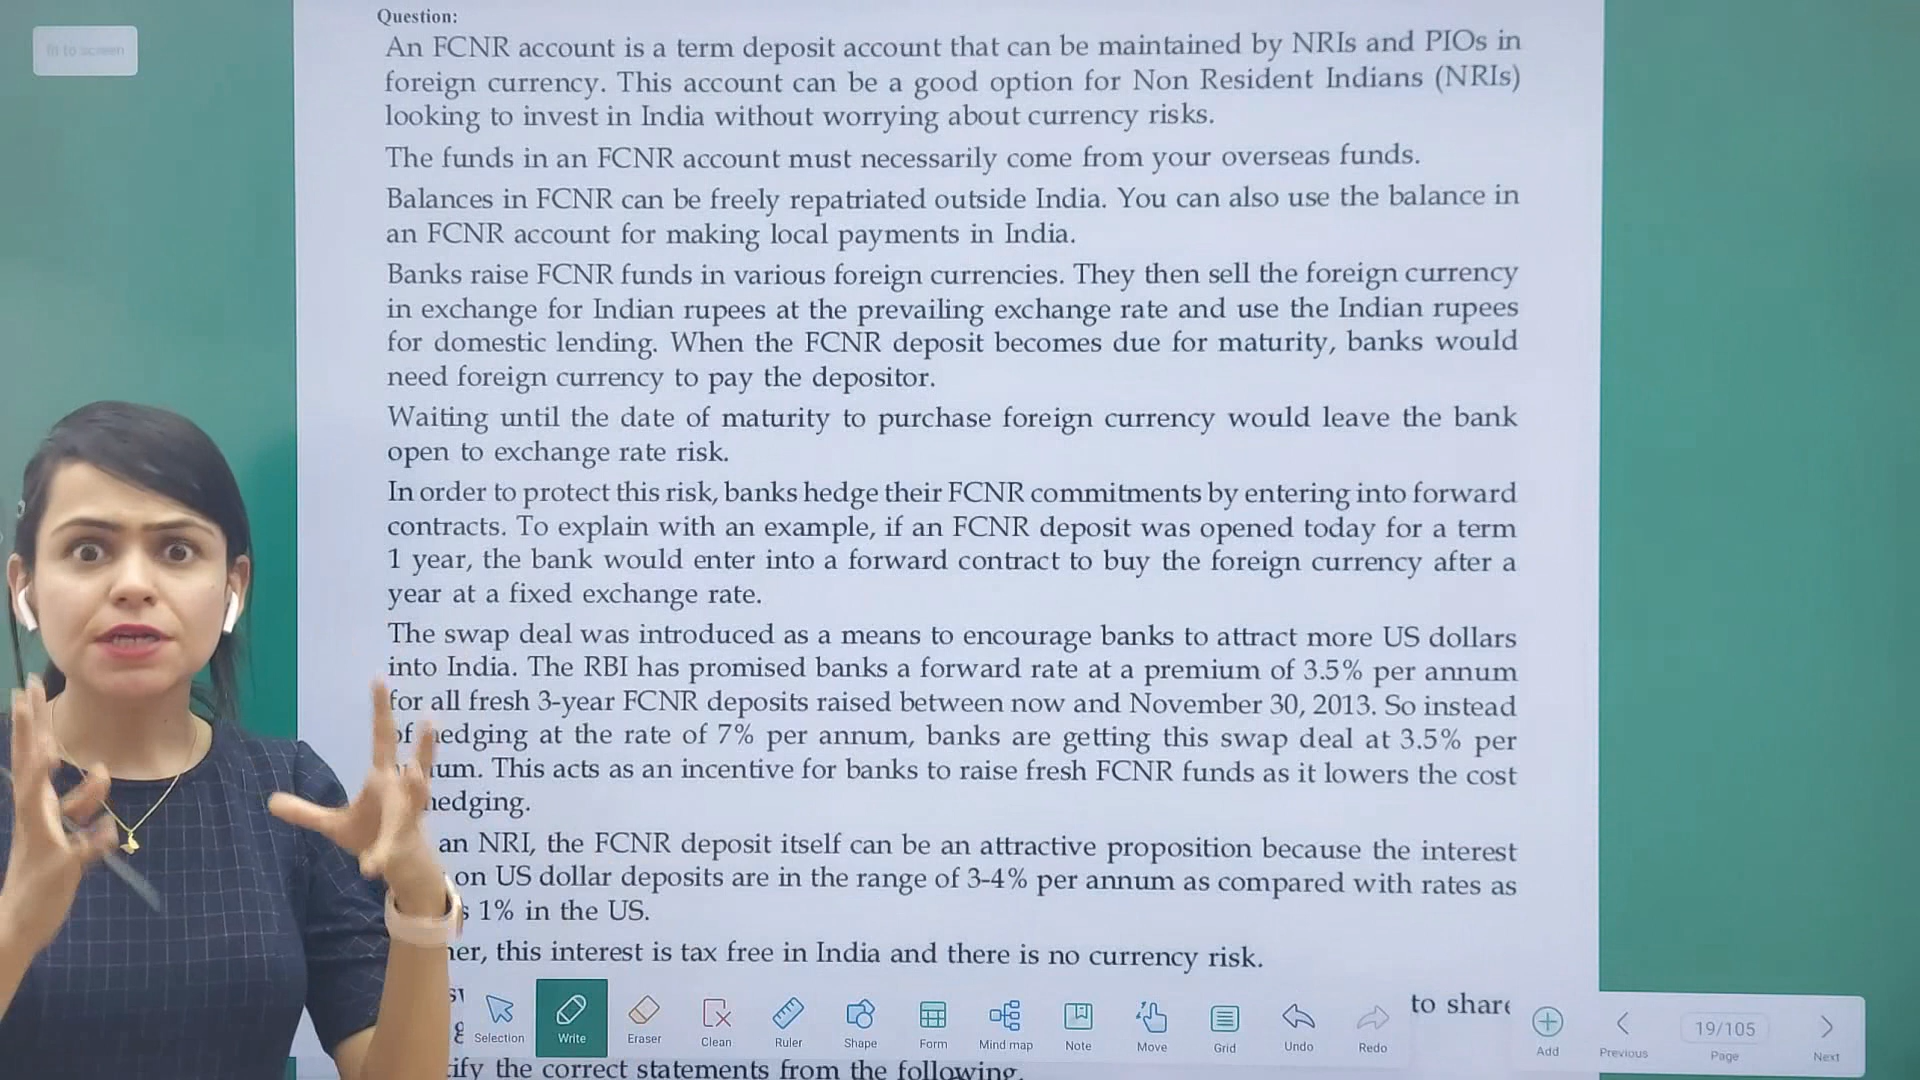 fit to screen
Question:
An FCNR account is a term deposit account that can be maintained by NRIs and PIOs in
foreign currency. This account can be a good option for Non Resident Indians (NRIs)
looking to invest in India without worrying about currency risks.
The funds in an FCNR account must necessarily come from your overseas funds.
Balances in FCNR can be freely repatriated outside India. You can also use the balance in
an FCNR account for making local payments in India.
Banks raise FCNR funds in various foreign currencies. They then sell the foreign currency
in exchange for Indian rupees at the prevailing exchange rate and use the Indian rupees
for domestic lending. When the FCNR deposit becomes due for maturity, banks would
need foreign currency to pay the depositor.
Waiting until the date of maturity to purchase foreign currency would leave the bank
open to exchange rate risk.
In order to protect this risk, banks hedge their FCNR commitments by entering into forward
contracts. To explain with an example, if an FCNR deposit was opened today for a term
1 year, the bank would enter into a forward contract to buy the foreign currency after a
year at a fixed exchange rate.
The swap deal was introduced as a means to encourage banks to attract more US dollars
into India. The RBI has promised banks a forward rate at a premium of 3.5% per annum
for all fresh 3-year FCNR deposits raised between now and November 30, 2013. So instead
of hedging at the rate of 7% per annum, banks are getting this swap deal at 3.5% per
This acts as an incentive for banks to raise fresh FCNR funds as it lowers the cost
hedging.
an NRI, the FCNR deposit itself can be an attractive proposition because the interest
on US dollar deposits are in the range of 3-4% per annum as compared with rates as
1% in the US.
this interest is tax free in India and there is no currency risk.
to share
the correct statements from the following.
Selection
Write
Eraser
Clean
Ruler
Shape
Form
Mind map
Note
Move
Grid
Undo
Redo
Add
Previous
19/105
Page
Next